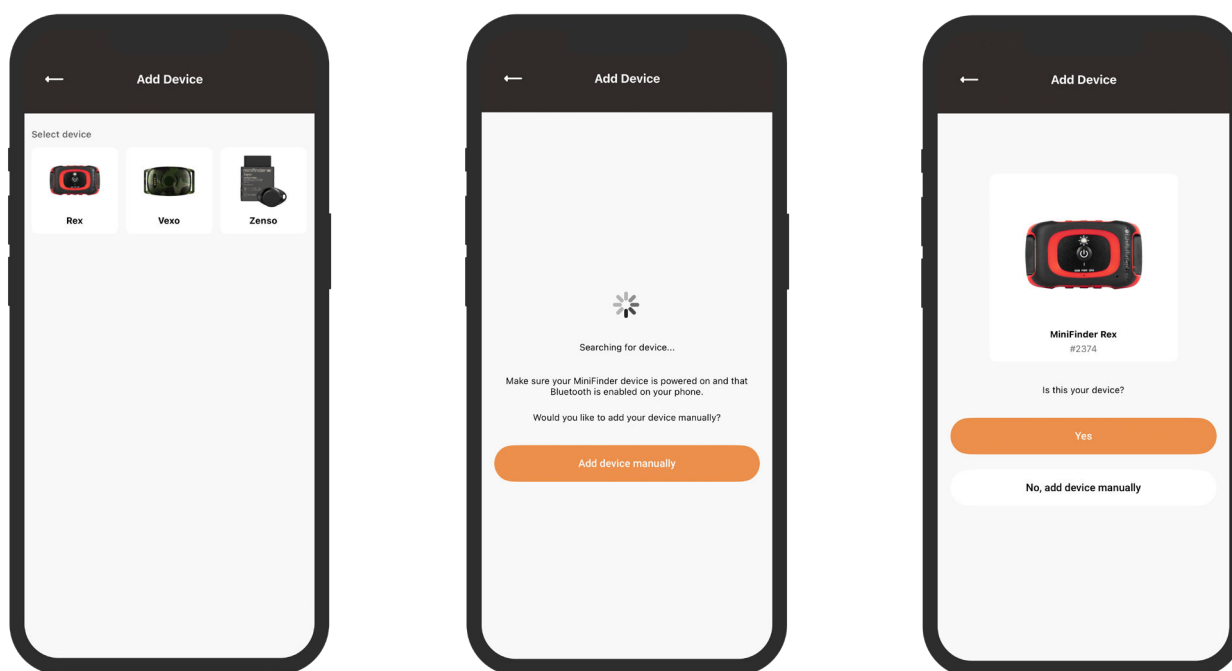 Add Device
Select device
Rex
Vexo
Zenso
Add Device
Searching for device...
Make sure your MiniFinder device is powered on and that
Bluetooth is enabled on your phone.
Would you like to add your device manually?
Add device manually
Add Device
MiniFinder Rex
#2374
Is this your device?
Yes
No, add device manually